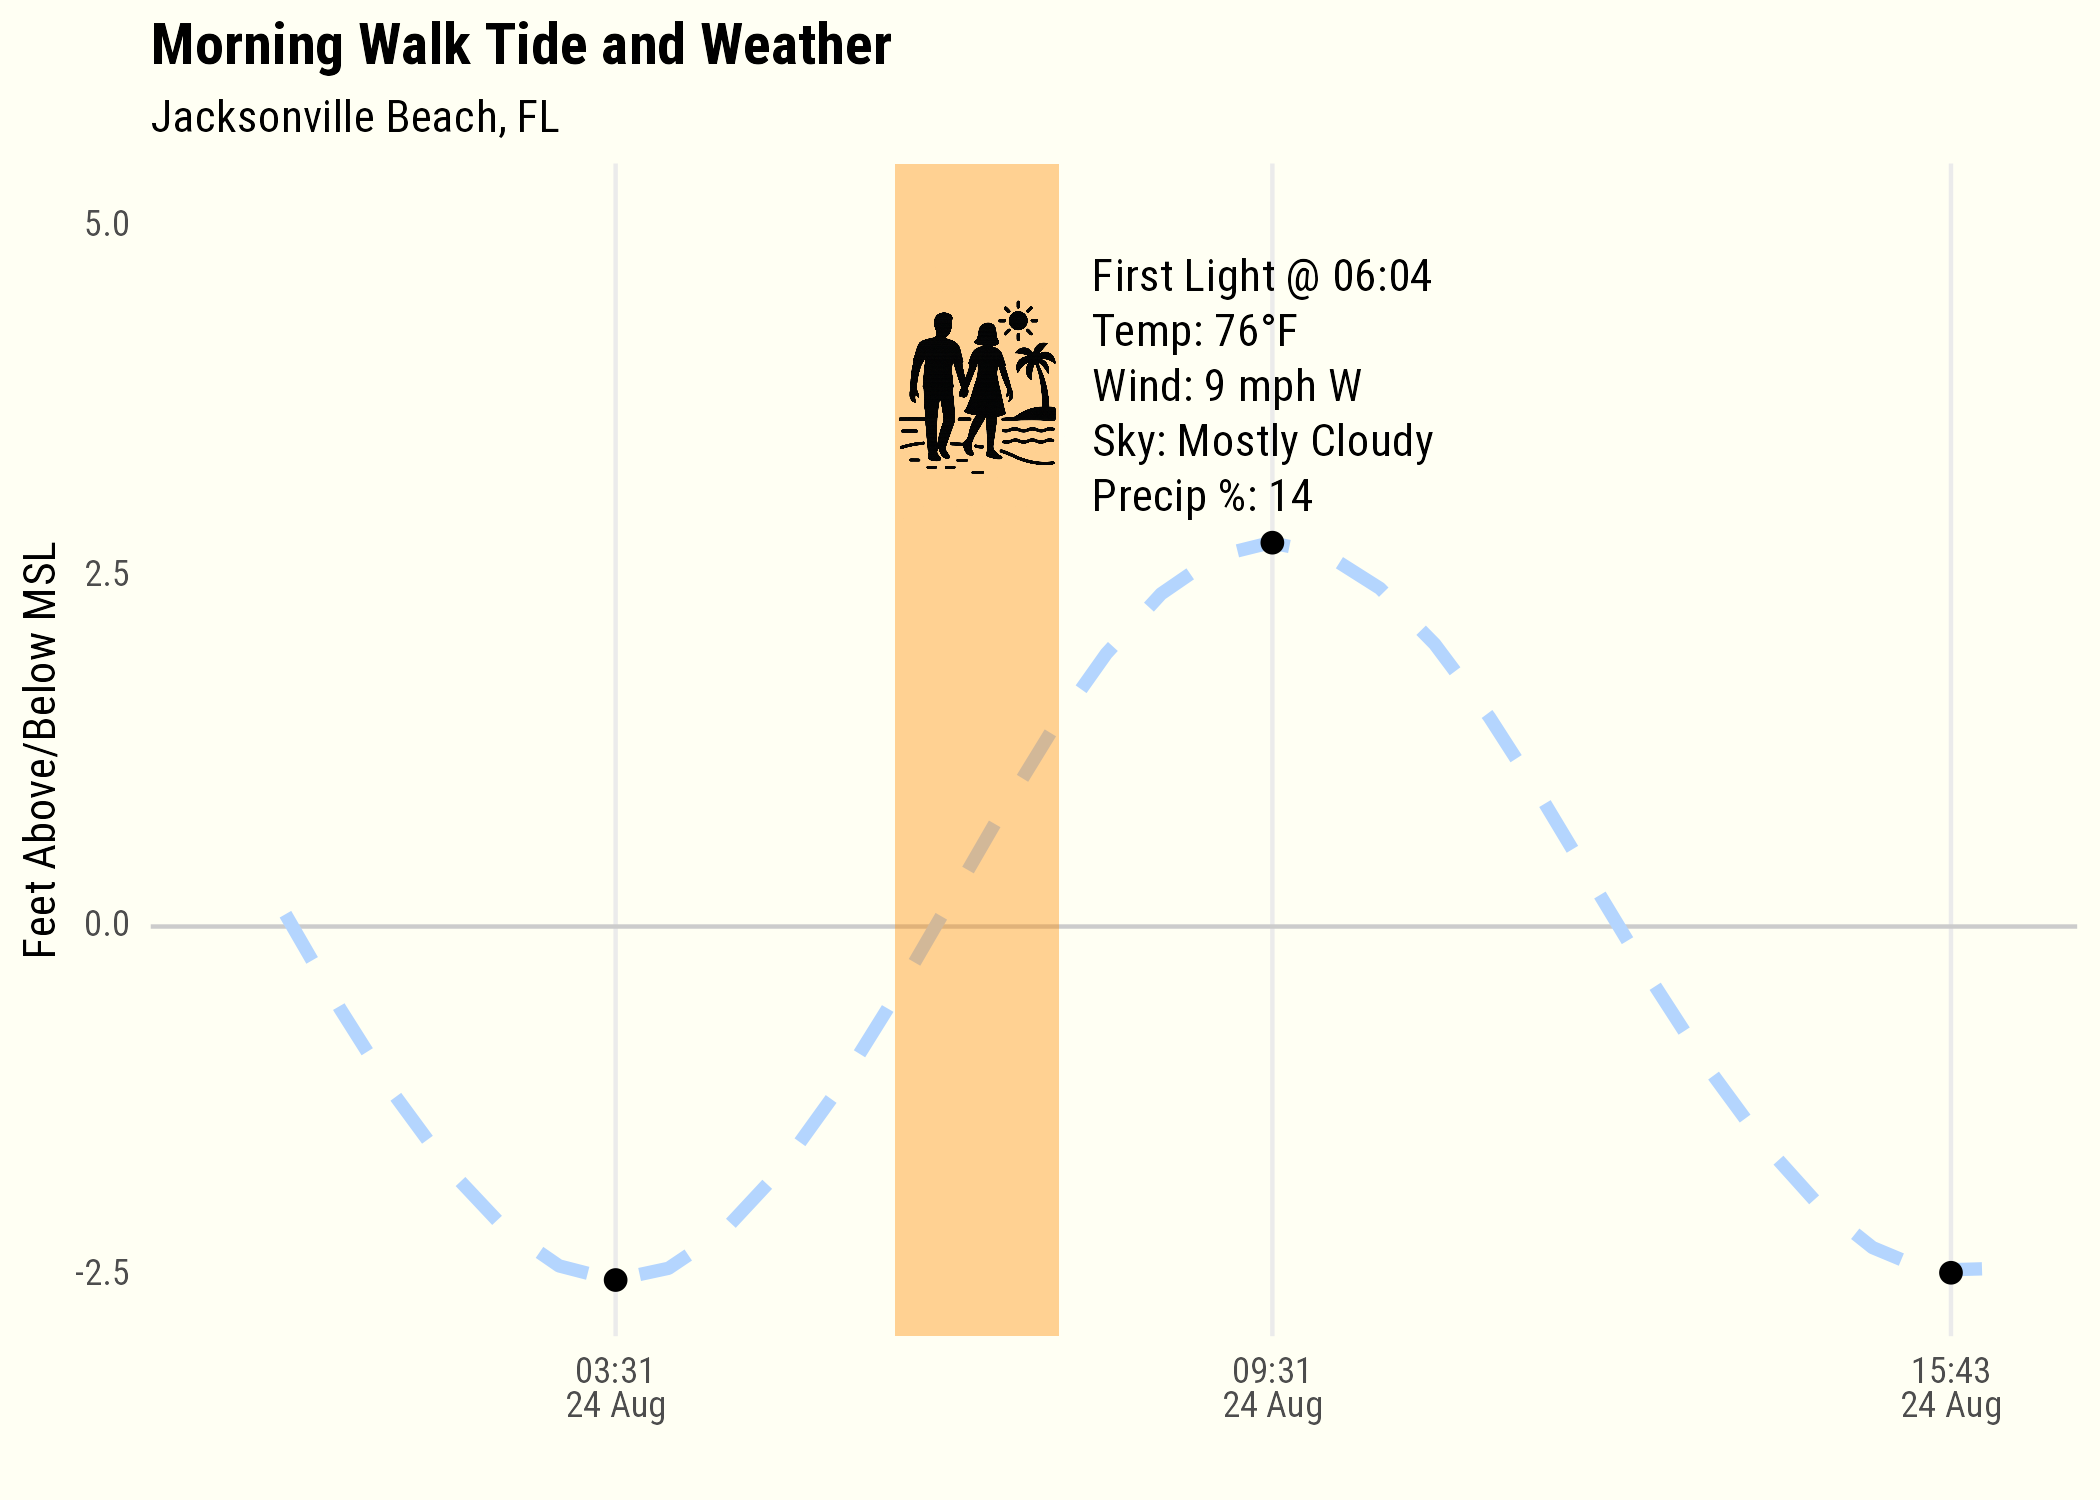 Morning Walk Tide and Weather
Jacksonville Beach, FL
Feet Above/Below MSL
5.0
2.5
0.0
-2.5
First Light @ 06:04
Temp: 76°F
Wind: 9 mph W
Sky: Mostly Cloudy
Precip %: 14
03:31
24 Aug
09:31
24 Aug
15:43
24 Aug